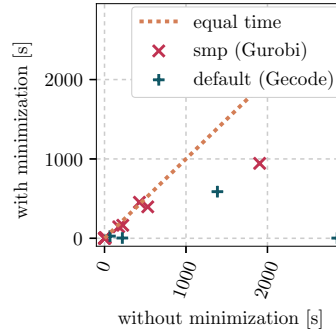 equal time
smp (Gurobi)
default (Gecode)
with minimization [s]
2000
1000
0
0
1000
2000
without minimization [s]